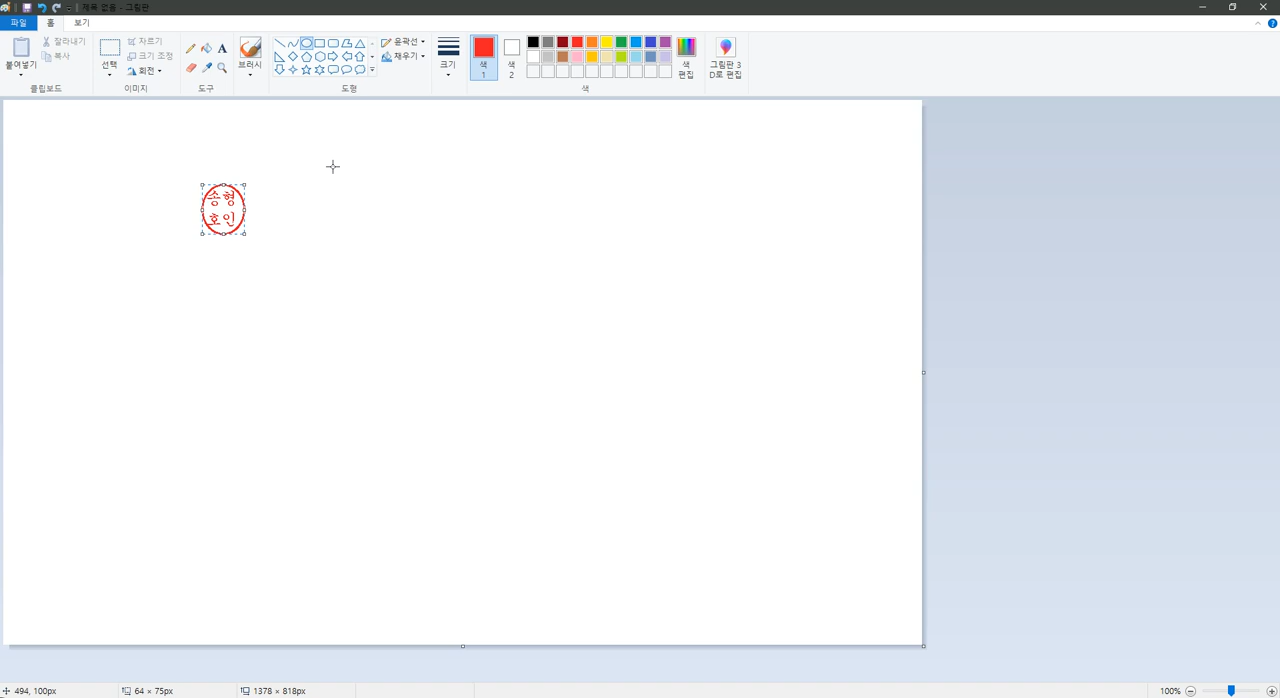 제목 없음 - 그림판
파일 홈 보기
붙여넣기 잘라내기 복사
클립보드
선택 자르기 크기 조정 회전
이미지
A
도구
브러시
윤곽선 채우기
도형
크기
색 1
색 2
색 편집
색
그림판 3D로 편집
송형
호인
494, 100px
64 × 75px
1378 × 818px
100%